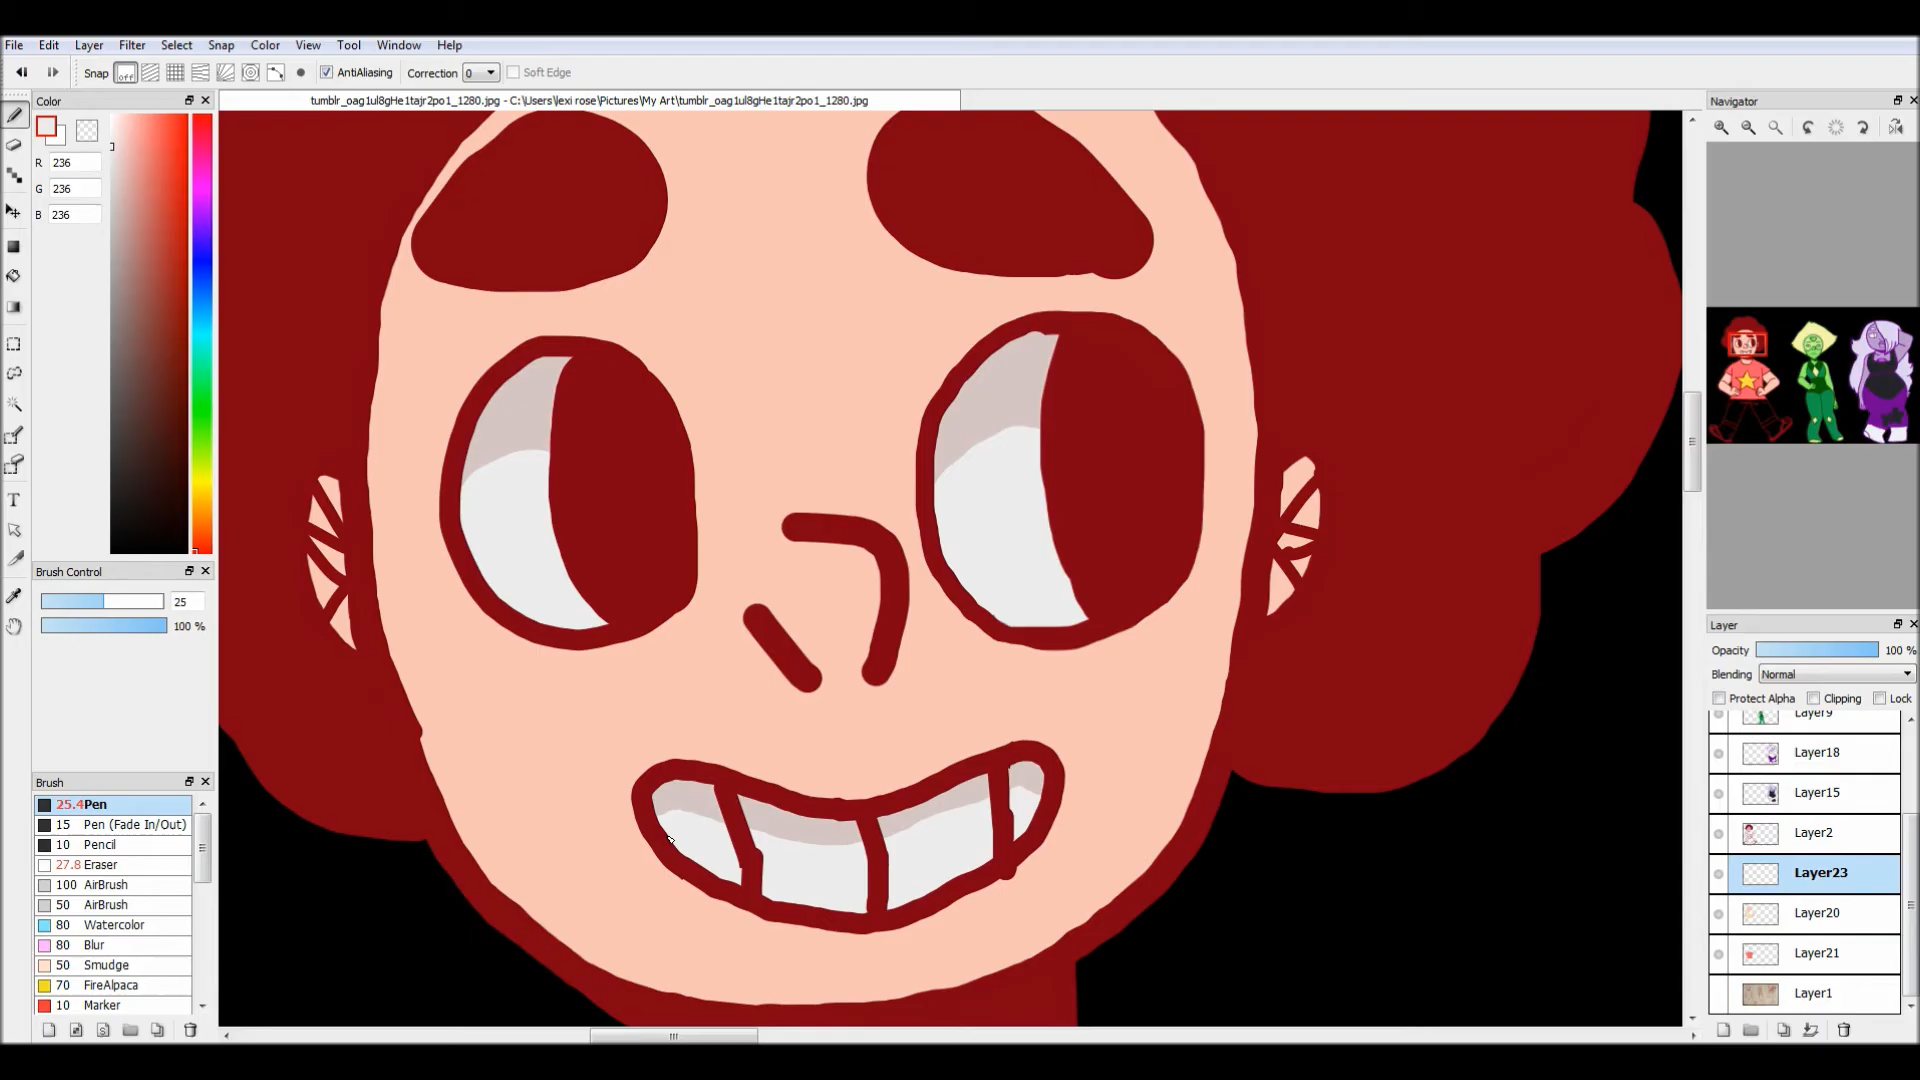 File Edit Layer Filter Select Snap Color View Tool Window Help
Snap off AntiAliasing Correction 0 Soft Edge
Color
tumblr_oag1ul8gHe1tajr2po1_1280.jpg - C:\Users\lexi rose\Pictures\My Art\tumblr_oag1ul8gHe1tajr2po1_1280.jpg
Navigator
R 236
G 236
B 236
T
Brush Control
25
100 %
Brush
25.4 Pen
15 Pen (Fade In/Out)
10 Pencil
27.8 Eraser
100 AirBrush
50 AirBrush
80 Watercolor
80 Blur
50 Smudge
70 FireAlpaca
10 Marker
Layer
Opacity 100 %
Blending Normal
Protect Alpha Clipping Lock
Layer9
Layer18
Layer15
Layer2
Layer23
Layer20
Layer21
Layer1